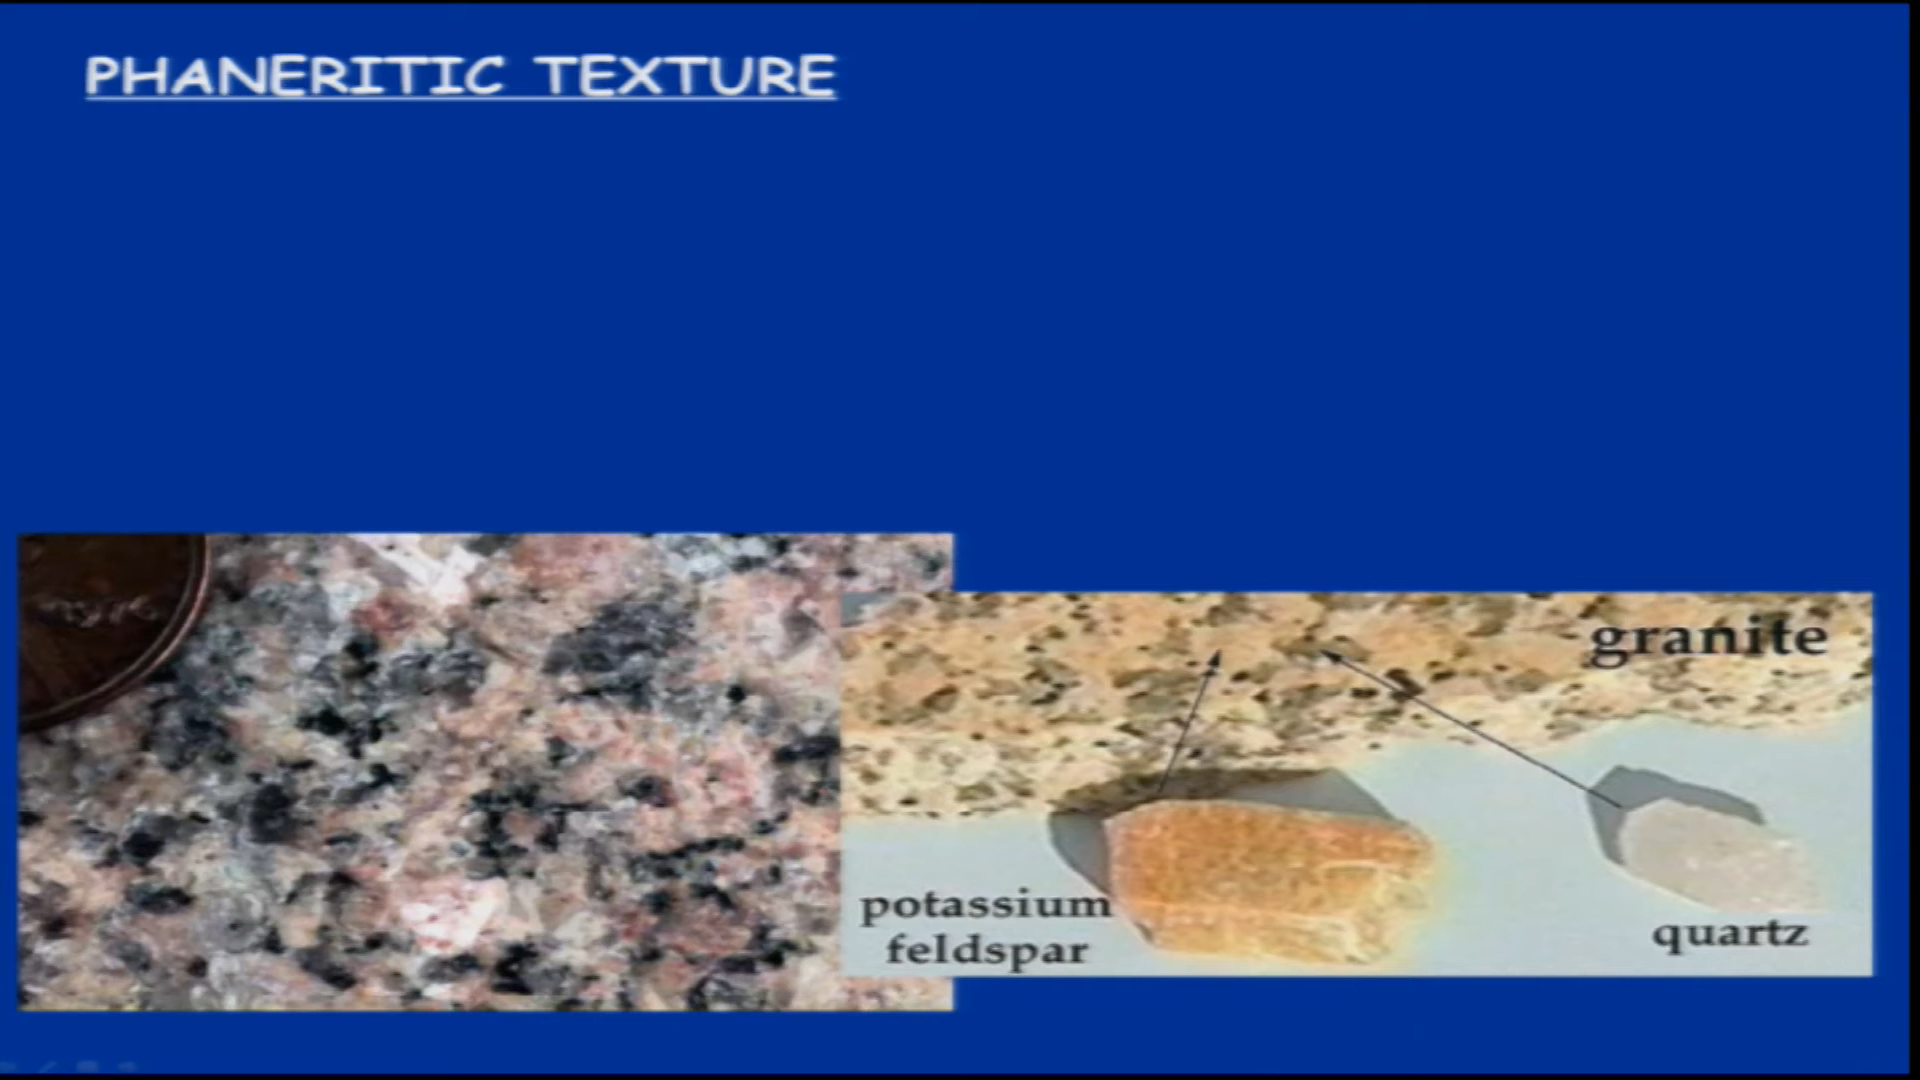 PHANERITIC TEXTURE
granite
potassium
feldspar
quartz